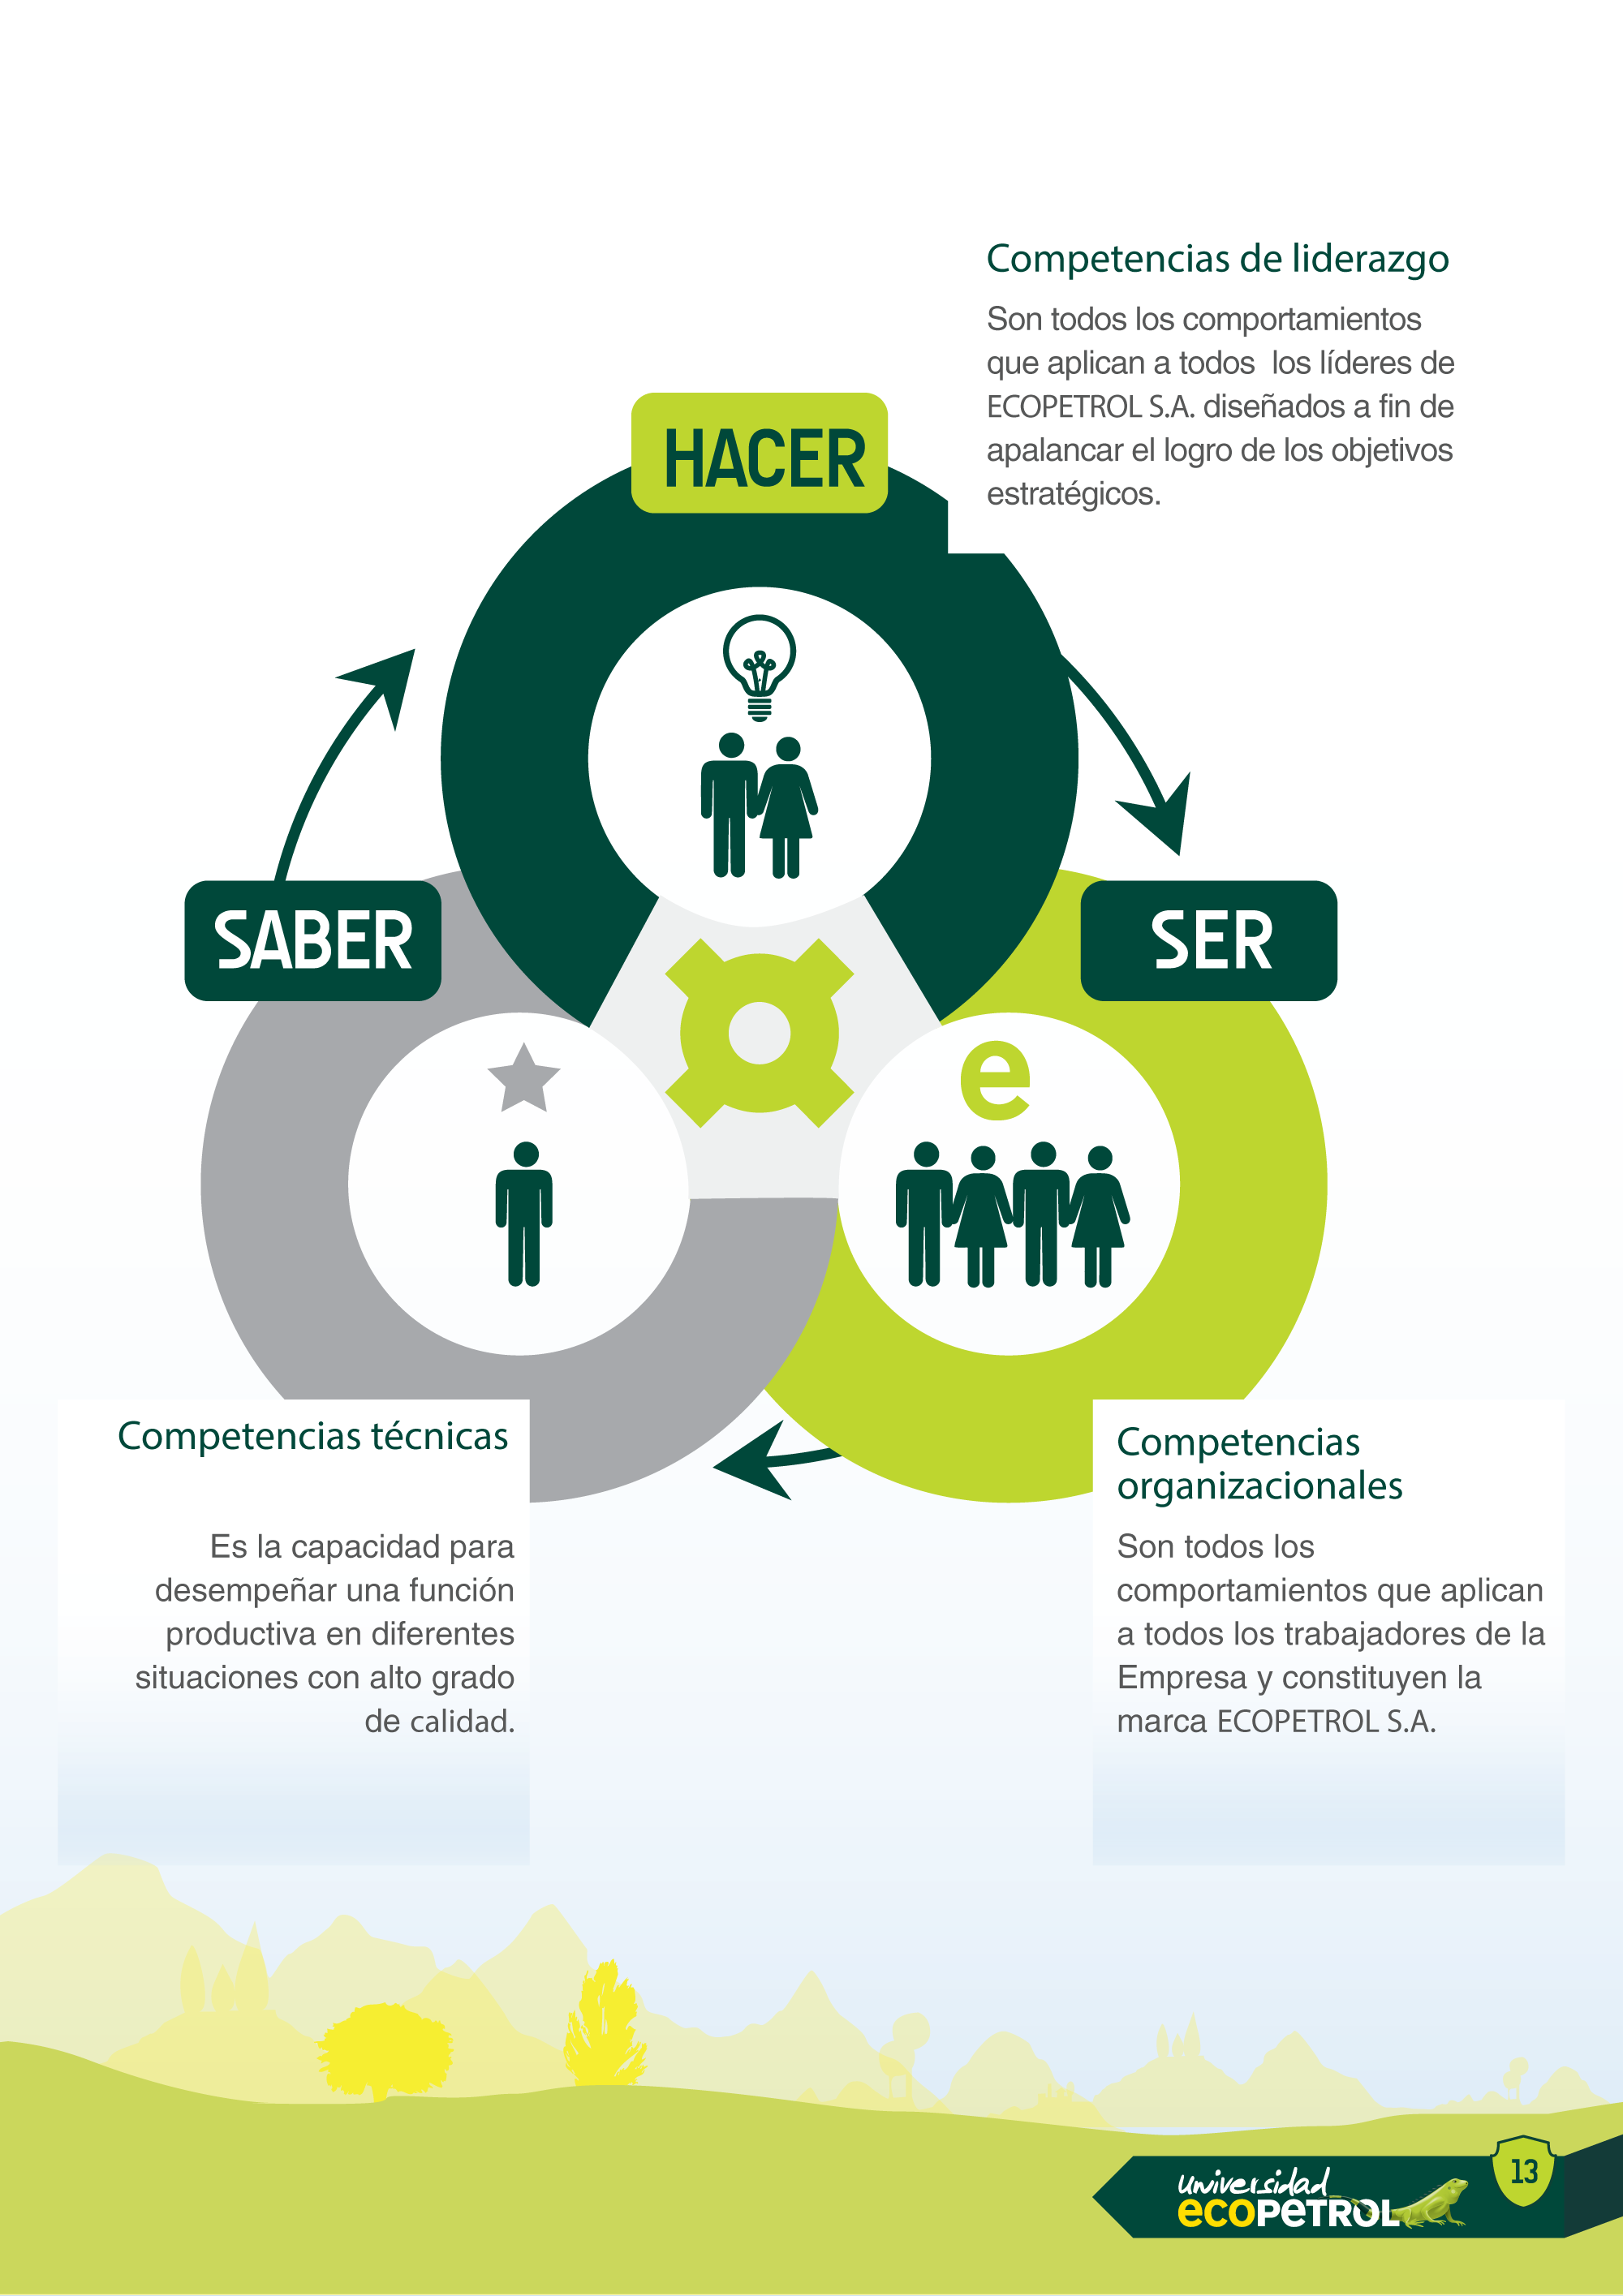 Competencias de liderazgo
Son todos los comportamientos
que aplican a todos  los líderes de
ECOPETROL S.A. diseñados a fin de
apalancar el logro de los objetivos
estratégicos.
HACER
SABER
SER
e
Competencias técnicas
Es la capacidad para
desempeñar una función
productiva en diferentes
situaciones con alto grado
de calidad.
Competencias
organizacionales
Son todos los
comportamientos que aplican
a todos los trabajadores de la
Empresa y constituyen la
marca ECOPETROL S.A.
universidad
ecopetrol
13